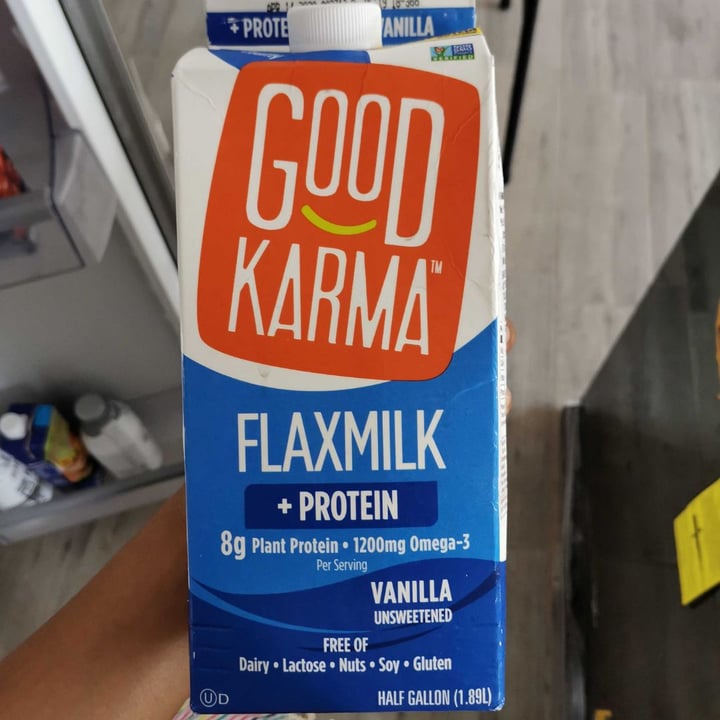 + PROTE VANILLA
GOOD
KARMA™
FLAXMILK
+ PROTEIN
8g Plant Protein • 1200mg Omega-3
Per Serving
VANILLA
UNSWEETENED
FREE OF
Dairy • Lactose • Nuts • Soy • Gluten
U D
HALF GALLON (1.89L)